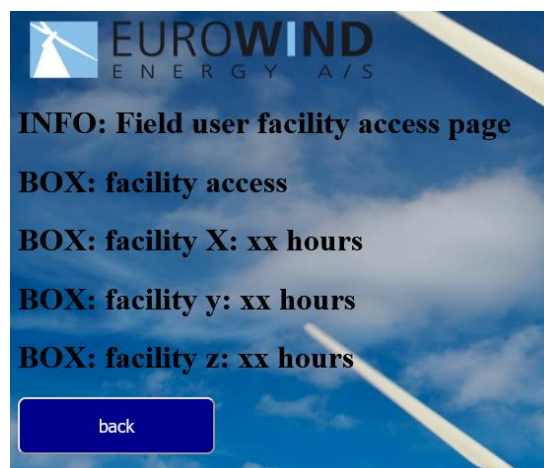 EUROWIND
ENERGY A/S
INFO: Field user facility access page
BOX: facility access
BOX: facility X: xx hours
BOX: facility y: xx hours
BOX: facility z: xx hours
back